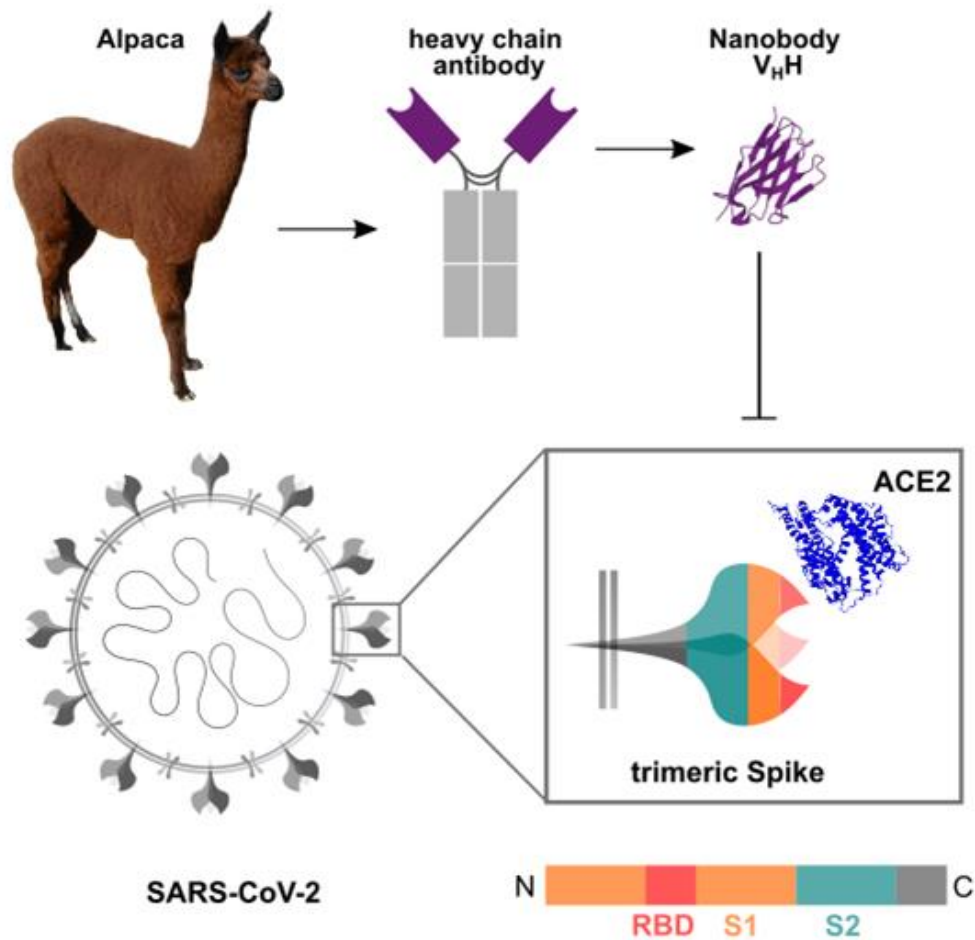 Alpaca
heavy chain
antibody
Nanobody
VHH
ACE2
trimeric Spike
SARS-CoV-2
N
C
RBD
S1
S2